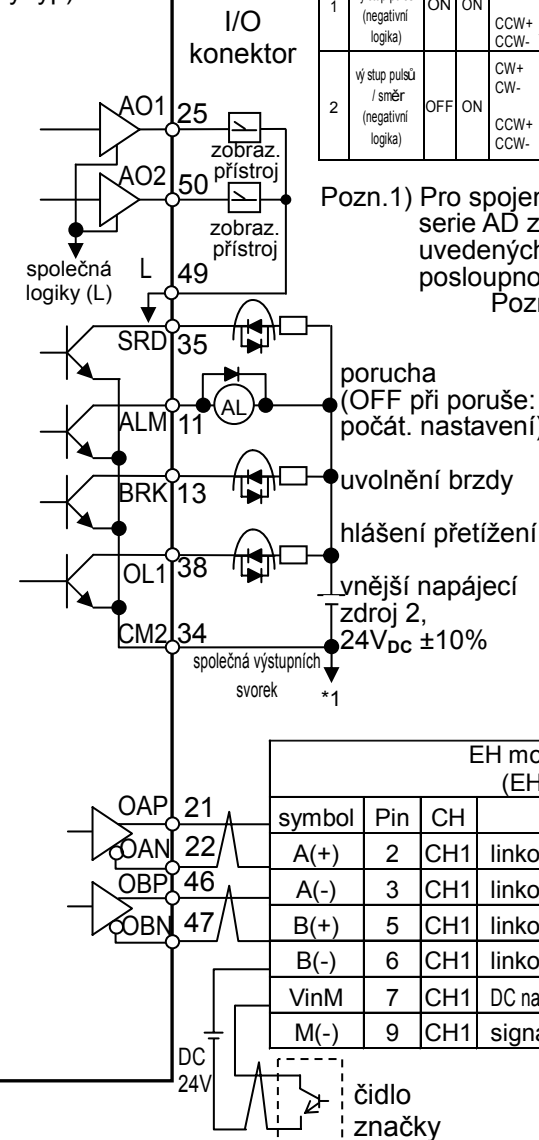 I/O
konektor
1
(negativní
logika)
ON
ON
CCW+
CCW-
2
výstup pulsů
/ směr
(negativní
logika)
OFF
ON
CW+
CW-
CCW+
CCW-
AO1
25
zobraz.
přístroj
AO2
50
zobraz.
přístroj
společná
logiky (L)
L
49
Pozn.1) Pro spojen
serie AD z
uvedených
posloupno
Pozn
SRD
35
porucha
(OFF při poruše:
počát. nastavení)
ALM
11
AL
BRK
13
uvolnění brzdy
hlášení přetížení
OL1
38
vnější napájecí
zdroj 2,
24VDC ±10%
CM2
34
společná výstupních
svorek
*1
EH mo
(EH
symbol Pin CH
A(+) 2 CH1 linko
A(-) 3 CH1 linko
B(+) 5 CH1 linko
B(-) 6 CH1 linko
VinM 7 CH1 DC na
M(-) 9 CH1 signá
OAP
21
OAN
22
OBP
46
OBN
47
DC
24V
čidlo
značky